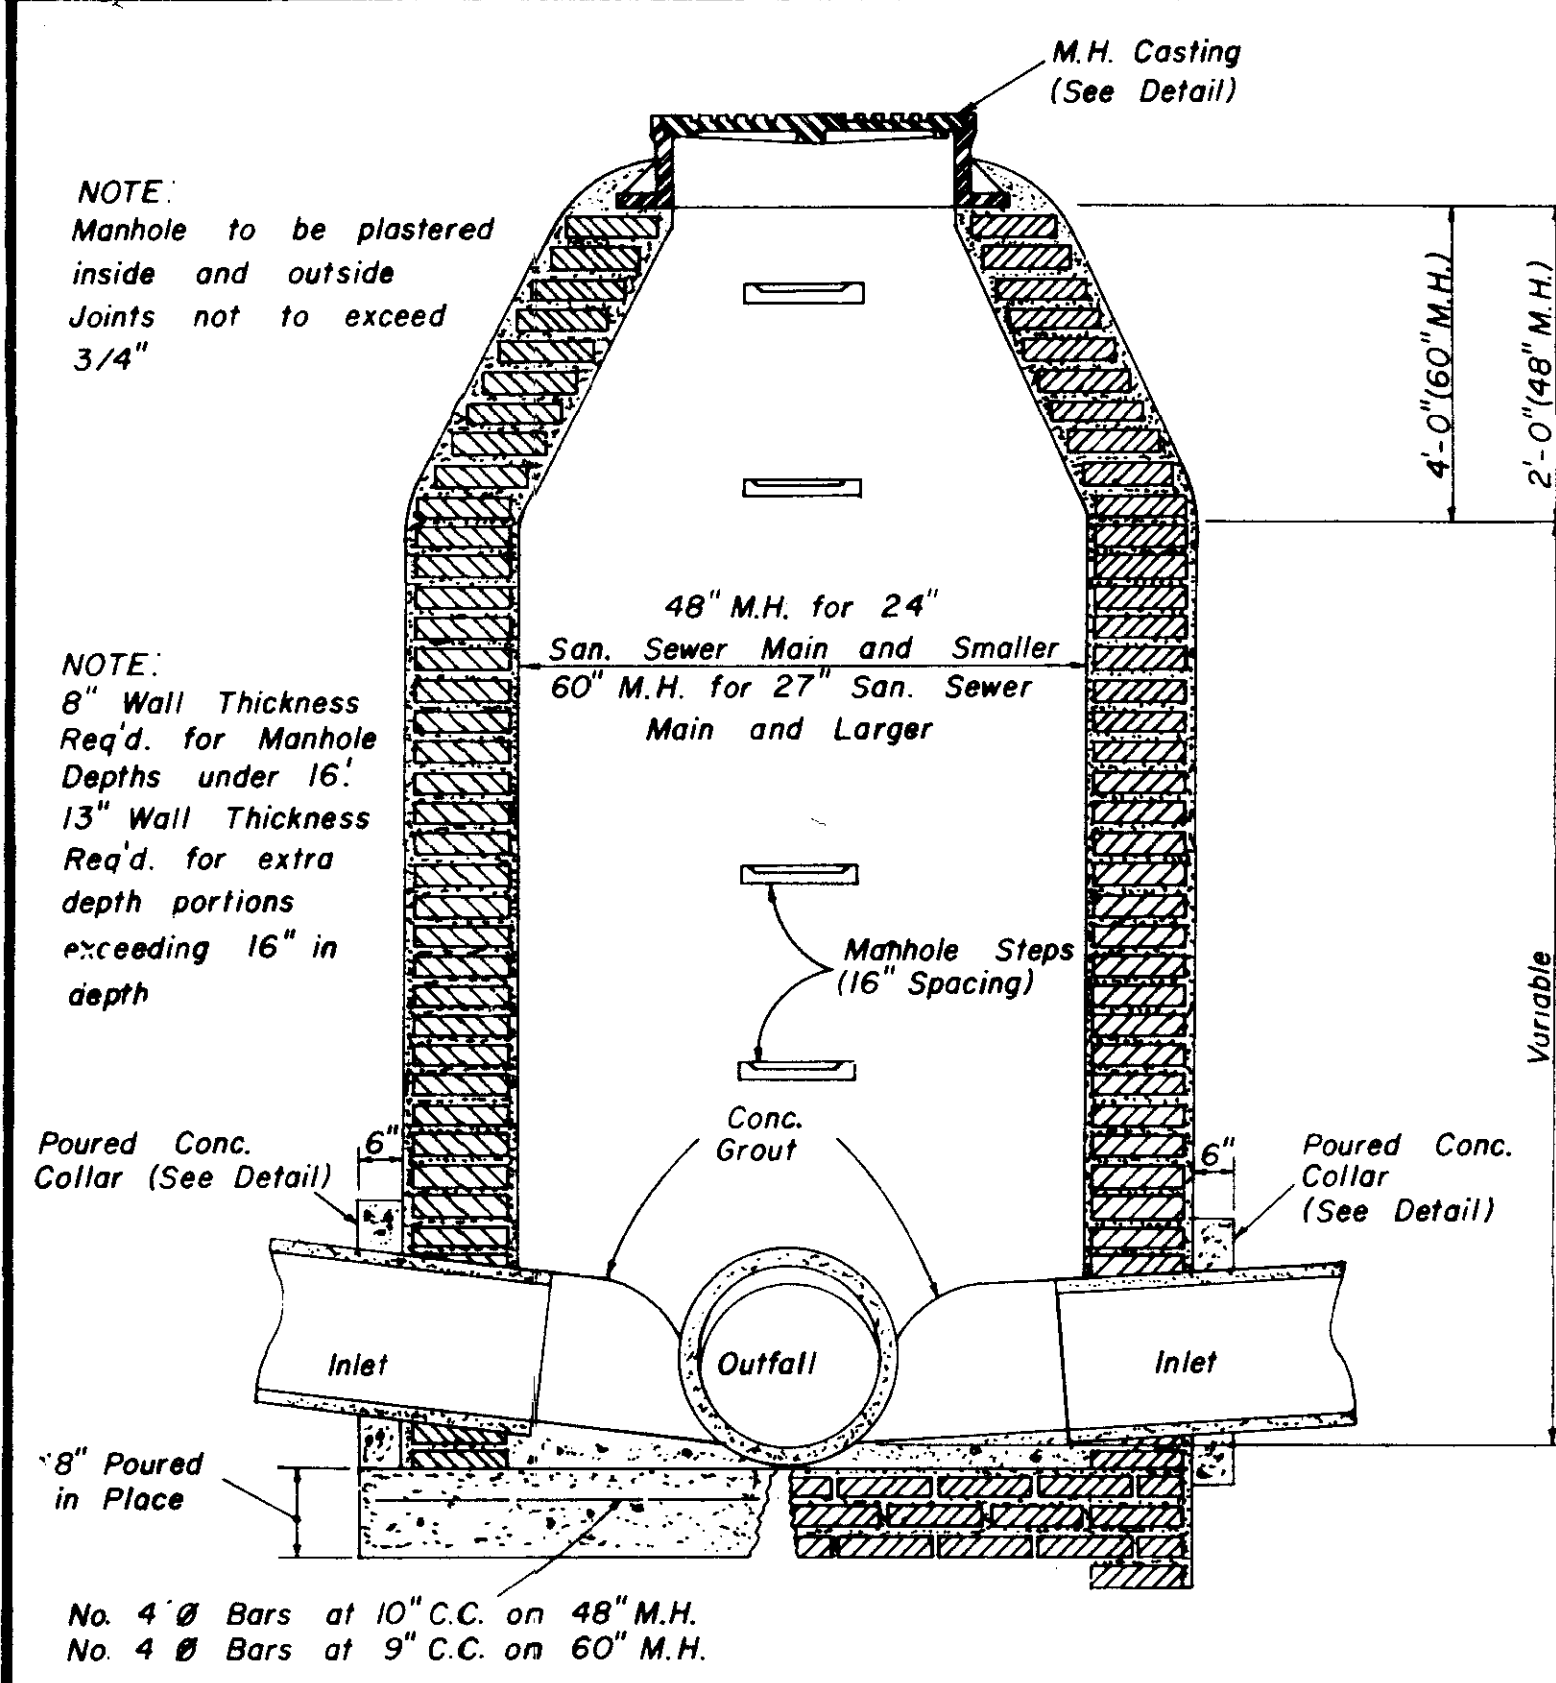 M.H. Casting
(See Detail)
NOTE:
Manhole to be plastered
inside and outside
Joints not to exceed
3/4"
4'-0"(60"M.H.)
2'-0"(48" M.H.)
48" M.H. for 24"
San. Sewer Main and Smaller
60" M.H. for 27" San. Sewer
Main and Larger
NOTE:
8" Wall Thickness
Req'd. for Manhole
Depths under 16'.
13" Wall Thickness
Req'd. for extra
depth portions
exceeding 16" in
depth
Manhole Steps
(16" Spacing)
Variable
Conc.
Grout
Poured Conc.
Collar (See Detail)
6"
6"
Poured Conc.
Collar
(See Detail)
Inlet
Outfall
Inlet
8" Poured
in Place
No. 4 Ø Bars at 10" C.C. on 48" M.H.
No. 4 Ø Bars at 9" C.C. on 60" M.H.